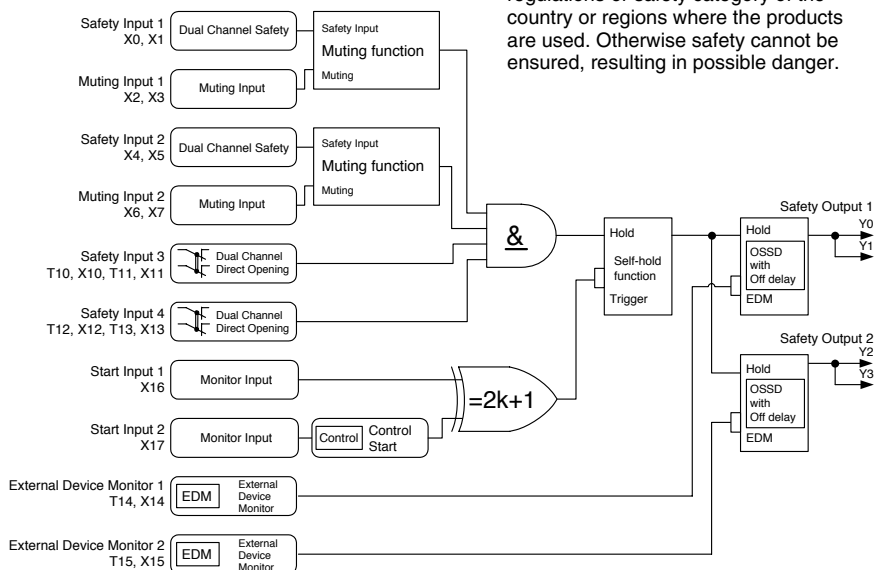 regulations or safety category of the
country or regions where the products
are used. Otherwise safety cannot be
ensured, resulting in possible danger.
Safety Input 1
X0, X1
Dual Channel Safety
Safety Input
Muting function
Muting
Muting Input 1
X2, X3
Muting Input
Safety Input 2
X4, X5
Dual Channel Safety
Safety Input
Muting function
Muting
Muting Input 2
X6, X7
Muting Input
Safety Input 3
T10, X10, T11, X11
Dual Channel
Direct Opening
Safety Input 4
T12, X12, T13, X13
Dual Channel
Direct Opening
&
Hold
Self-hold
function
Trigger
Safety Output 1
Y0
Y1
Hold
OSSD
with
Off delay
EDM
Safety Output 2
Y2
Y3
Hold
OSSD
with
Off delay
EDM
Start Input 1
X16
Monitor Input
=2k+1
Start Input 2
X17
Monitor Input
Control
Control
Start
External Device Monitor 1
T14, X14
EDM
External
Device
Monitor
External Device Monitor 2
T15, X15
EDM
External
Device
Monitor